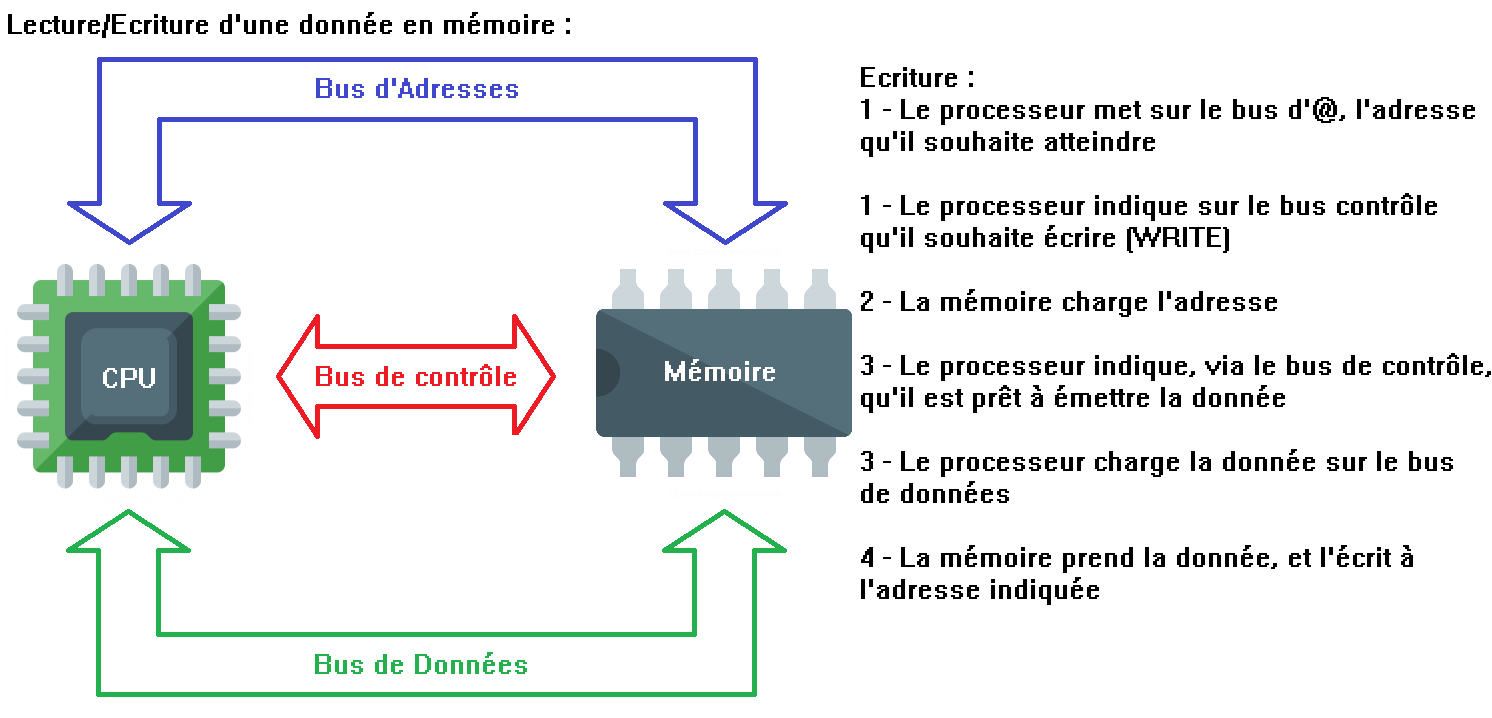 Lecture/Ecriture d'une donnée en mémoire :
Bus d'Adresses
CPU
Bus de contrôle
Mémoire
Bus de Données
Ecriture :
1 - Le processeur met sur le bus d'@, l'adresse
qu'il souhaite atteindre
1 - Le processeur indique sur le bus contrôle
qu'il souhaite écrire (WRITE)
2 - La mémoire charge l'adresse
3 - Le processeur indique, via le bus de contrôle,
qu'il est prêt à émettre la donnée
3 - Le processeur charge la donnée sur le bus
de données
4 - La mémoire prend la donnée, et l'écrit à
l'adresse indiquée